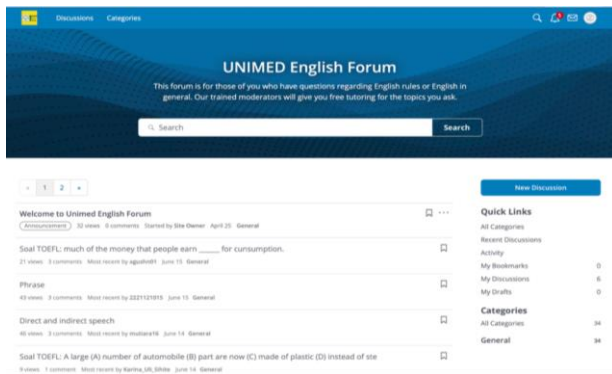 Discussions Categories
UNIMED English Forum
This forum is for those of you who have questions regarding English rules or English in
general. Our trained moderators will give you free tutoring for the topics you ask.
Search Search
« 1 2 »
New Discussion
Welcome to Unimed English Forum
Announcement 32 views 0 comments Started by Site Owner April 25 General
Soal TOEFL: much of the money that people earn ______ for cunsumption.
21 views 3 comments Most recent by agushn01 June 15 General
Phrase
43 views 3 comments Most recent by 2221121015 June 15 General
Direct and indirect speech
46 views 3 comments Most recent by mutiara16 June 14 General
Soal TOEFL: A large (A) number of automobile (B) part are now (C) made of plastic (D) instead of ste
9 views 1 comment Most recent by Karina_Uli_Sihite June 14 General
Quick Links
All Categories
Recent Discussions
Activity
My Bookmarks 0
My Discussions 6
My Drafts 0
Categories
All Categories 34
General 34